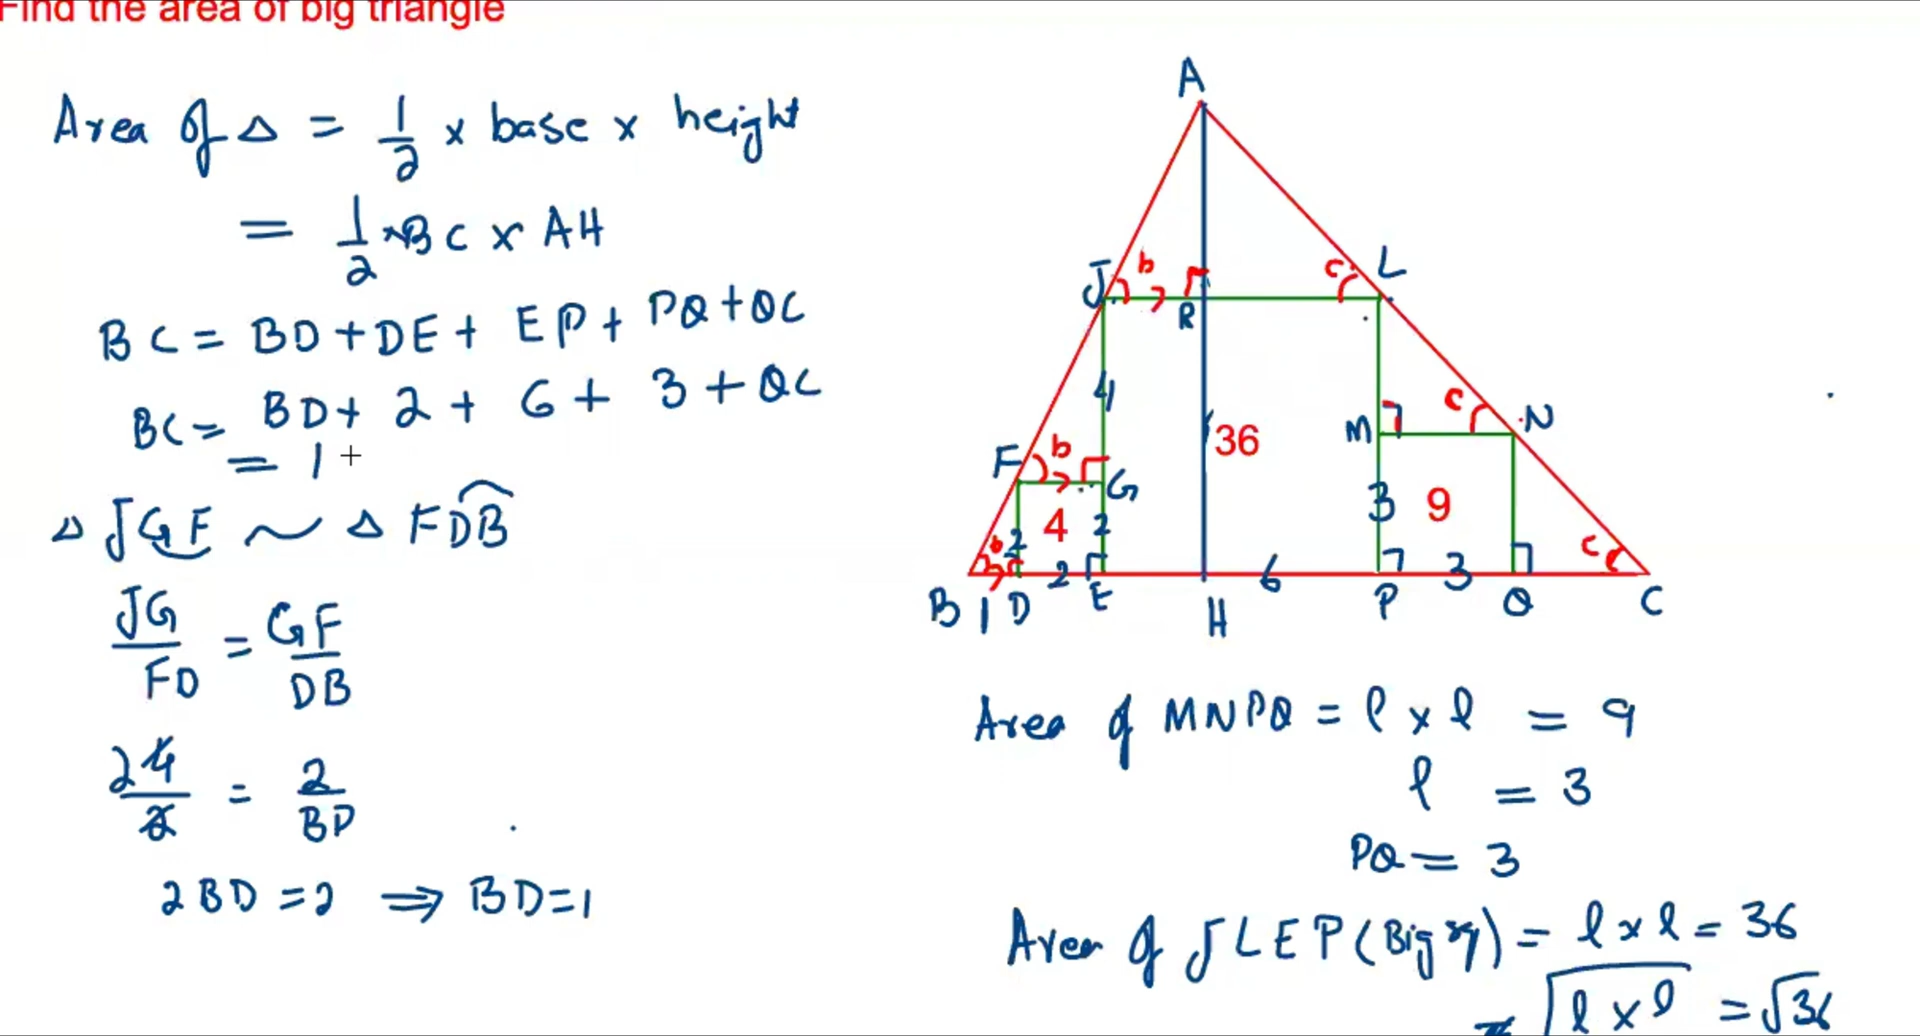 Find the area of big triangle
Area of Δ = 1/2 x base x height
= 1/2 x BC x AH
BC = BD + DE + EP + PQ + QC
BC = BD + 2 + 6 + 3 + QC
= 1
Δ JGF ~ Δ FDB
JG/FD = GF/DB
2 4/2 = 2/BD
2BD = 2 ⇒ BD = 1
A
J b R c L
4
36
M c N
F b G
2 4 2
3 9
b 2 6 3 c
B 1 D E H P Q C
Area of MNPQ = l x l = 9
l = 3
PQ = 3
Area of JLEP (Big sq) = l x l = 36
√l x l = √36